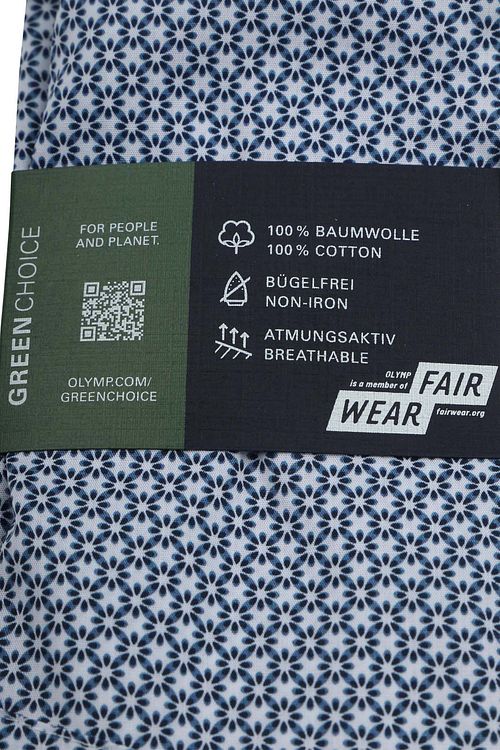 GREEN CHOICE
FOR PEOPLE
AND PLANET.
OLYMP.COM/
GREENCHOICE
100 % BAUMWOLLE
100 % COTTON
BÜGELFREI
NON-IRON
ATMUNGSAKTIV
BREATHABLE
OLYMP
is a member of
FAIR
WEAR
fairwear.org